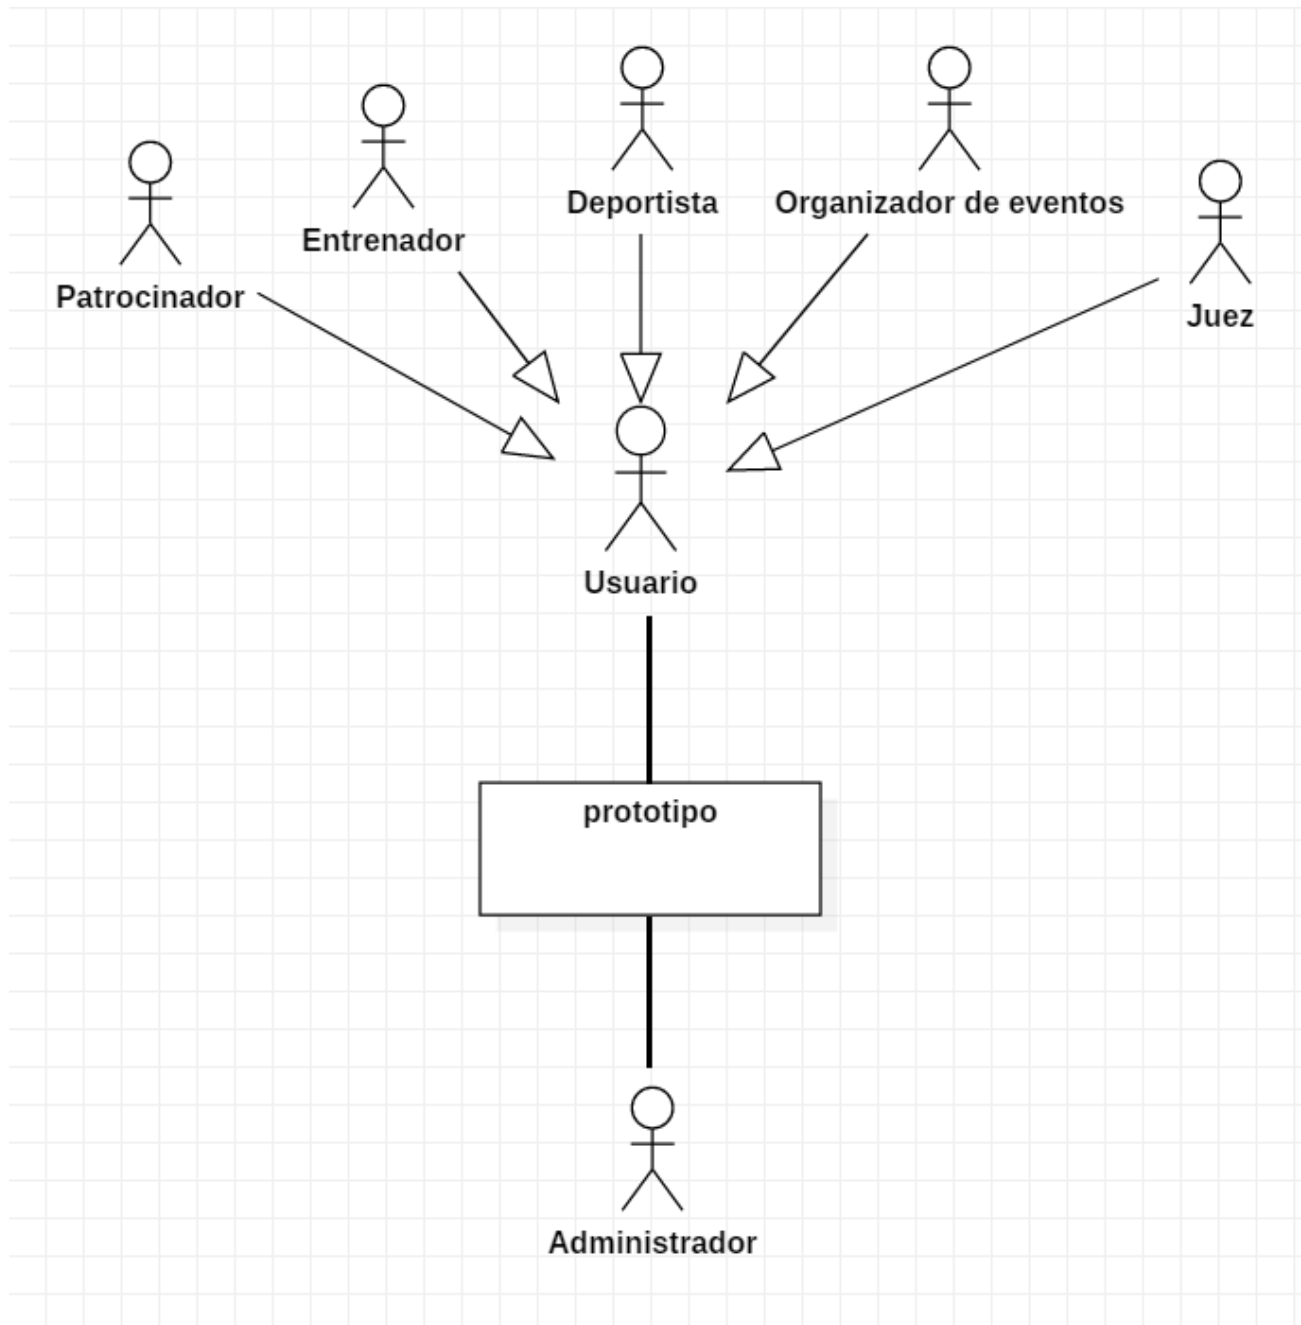 Deportista
Organizador de eventos
Entrenador
Patrocinador
Juez
Usuario
prototipo
Administrador